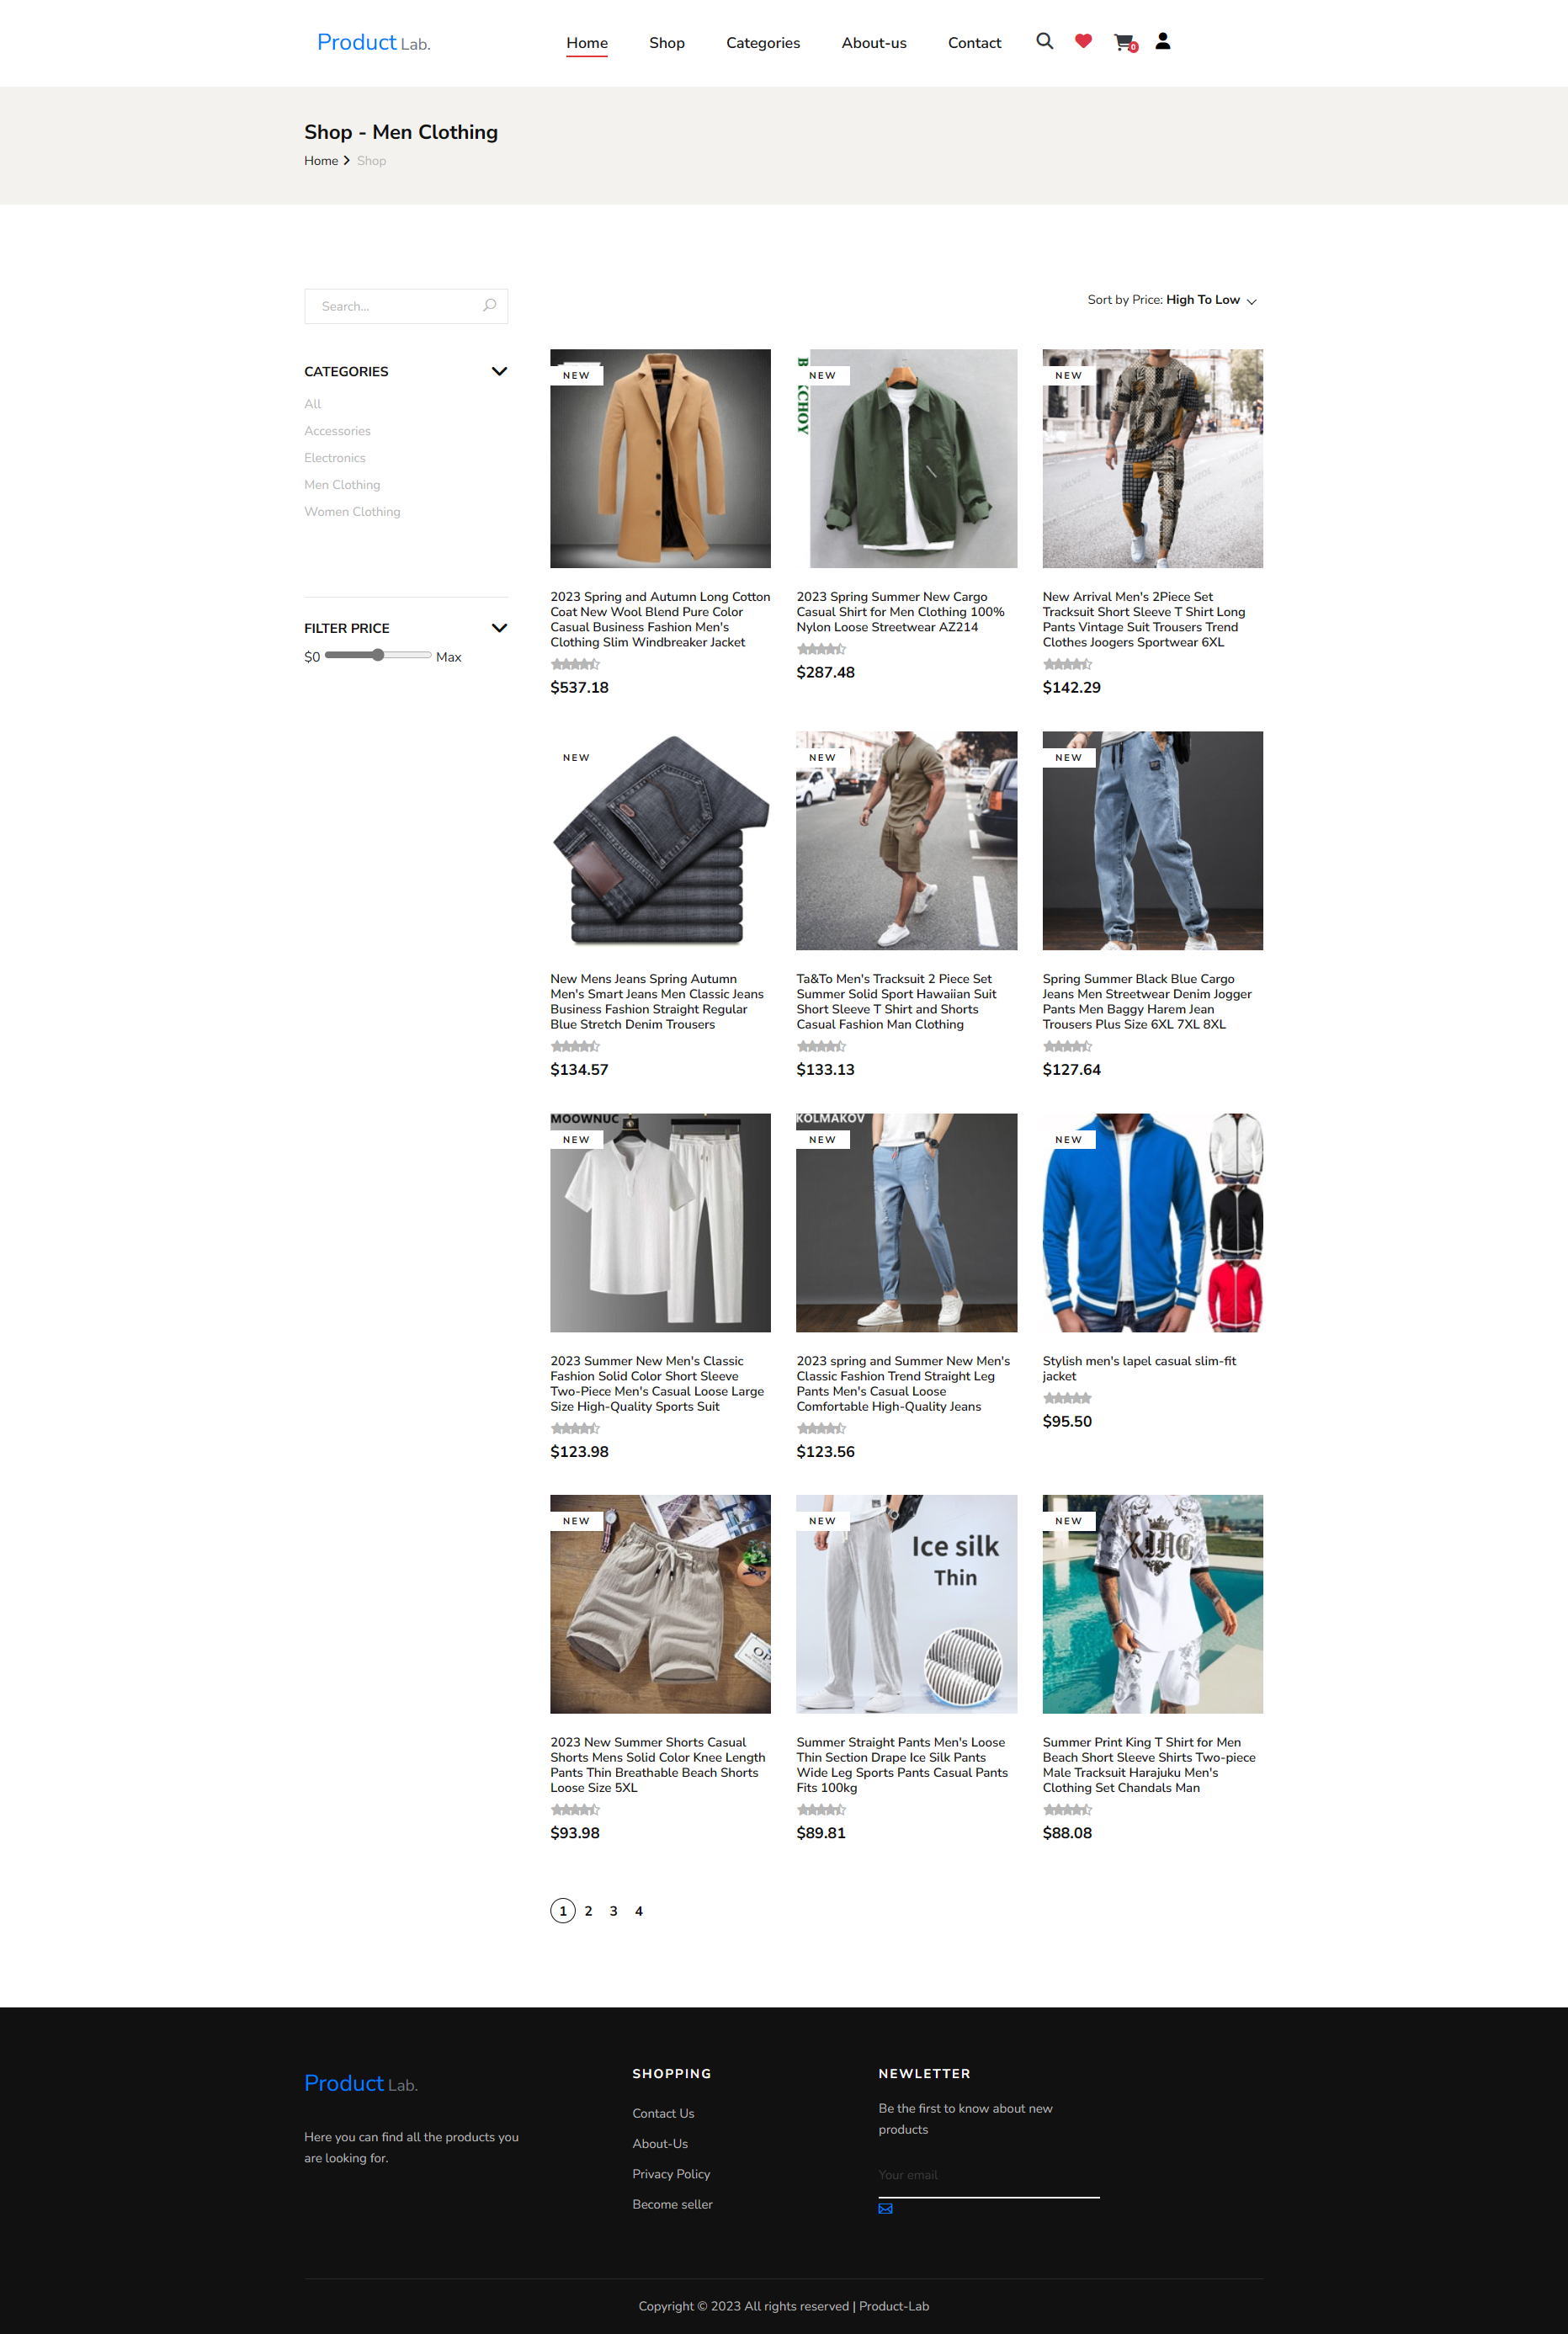 Product Lab.
Home
Shop
Categories
About-us
Contact
0
Shop - Men Clothing
Home
Shop
Search...
Sort by Price: High To Low
CATEGORIES
All
Accessories
Electronics
Men Clothing
Women Clothing
FILTER PRICE
$0
Max
NEW
2023 Spring and Autumn Long Cotton
Coat New Wool Blend Pure Color
Casual Business Fashion Men's
Clothing Slim Windbreaker Jacket
$537.18
NEW
2023 Spring Summer New Cargo
Casual Shirt for Men Clothing 100%
Nylon Loose Streetwear AZ214
$287.48
NEW
New Arrival Men's 2Piece Set
Tracksuit Short Sleeve T Shirt Long
Pants Vintage Suit Trousers Trend
Clothes Joogers Sportwear 6XL
$142.29
NEW
New Mens Jeans Spring Autumn
Men's Smart Jeans Men Classic Jeans
Business Fashion Straight Regular
Blue Stretch Denim Trousers
$134.57
NEW
Ta&To Men's Tracksuit 2 Piece Set
Summer Solid Sport Hawaiian Suit
Short Sleeve T Shirt and Shorts
Casual Fashion Man Clothing
$133.13
NEW
Spring Summer Black Blue Cargo
Jeans Men Streetwear Denim Jogger
Pants Men Baggy Harem Jean
Trousers Plus Size 6XL 7XL 8XL
$127.64
MOOWNUC
NEW
2023 Summer New Men's Classic
Fashion Solid Color Short Sleeve
Two-Piece Men's Casual Loose Large
Size High-Quality Sports Suit
$123.98
KOLMAKOV
NEW
2023 spring and Summer New Men's
Classic Fashion Trend Straight Leg
Pants Men's Casual Loose
Comfortable High-Quality Jeans
$123.56
NEW
Stylish men's lapel casual slim-fit
jacket
$95.50
NEW
2023 New Summer Shorts Casual
Shorts Mens Solid Color Knee Length
Pants Thin Breathable Beach Shorts
Loose Size 5XL
$93.98
NEW
Ice silk
Thin
Summer Straight Pants Men's Loose
Thin Section Drape Ice Silk Pants
Wide Leg Sports Pants Casual Pants
Fits 100kg
$89.81
NEW
KING
Summer Print King T Shirt for Men
Beach Short Sleeve Shirts Two-piece
Male Tracksuit Harajuku Men's
Clothing Set Chandals Man
$88.08
1 2 3 4
Product Lab.
Here you can find all the products you
are looking for.
SHOPPING
Contact Us
About-Us
Privacy Policy
Become seller
NEWLETTER
Be the first to know about new
products
Your email
Copyright © 2023 All rights reserved | Product-Lab